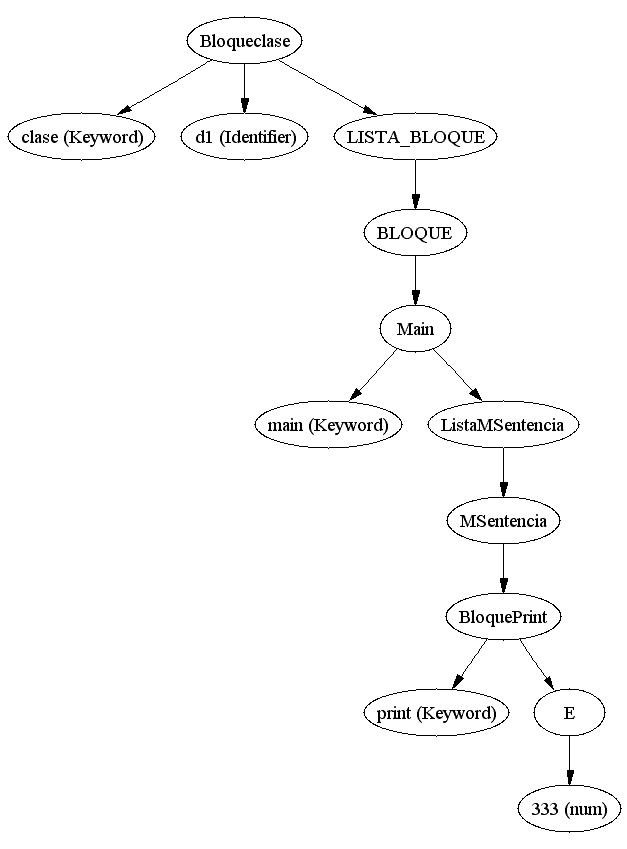 Bloqueclase
clase (Keyword)
d1 (Identifier)
LISTA_BLOQUE
BLOQUE
Main
main (Keyword)
ListaMSentencia
MSentencia
BloquePrint
print (Keyword)
E
333 (num)